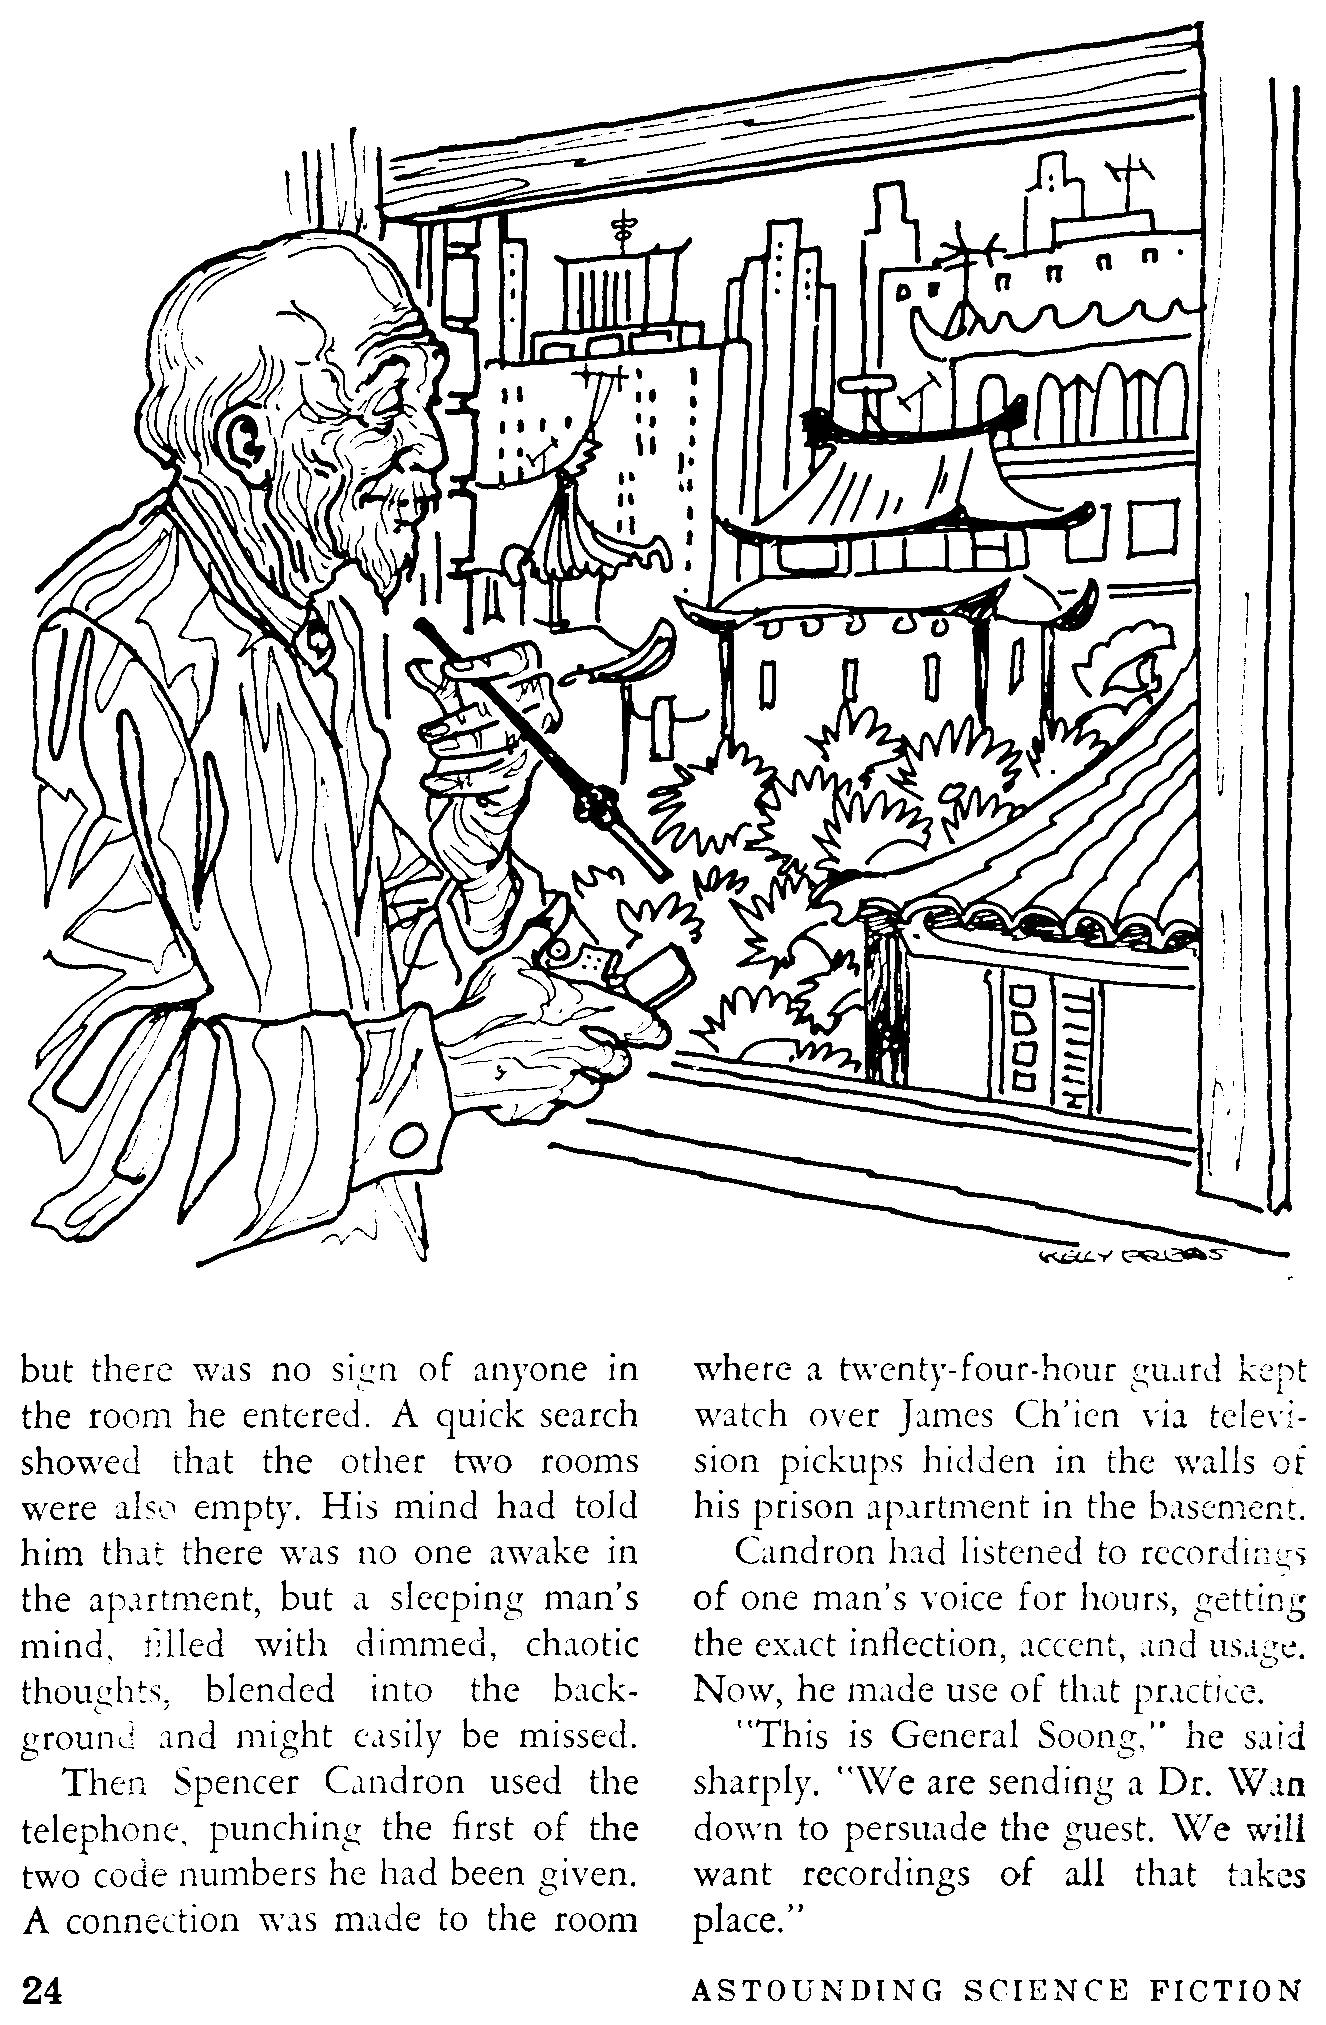 KELLY FREAS
but there was no sign of anyone in
the room he entered. A quick search
showed that the other two rooms
were also empty. His mind had told
him that there was no one awake in
the apartment, but a sleeping man's
mind, filled with dimmed, chaotic
thoughts, blended into the back-
ground and might easily be missed.
Then Spencer Candron used the
telephone, punching the first of the
two code numbers he had been given.
A connection was made to the room
where a twenty-four-hour guard kept
watch over James Ch'ien via televi-
sion pickups hidden in the walls of
his prison apartment in the basement.
Candron had listened to recordings
of one man's voice for hours, getting
the exact inflection, accent, and usage.
Now, he made use of that practice.
"This is General Soong," he said
sharply. "We are sending a Dr. Wan
down to persuade the guest. We will
want recordings of all that takes
place."
24
ASTOUNDING SCIENCE FICTION